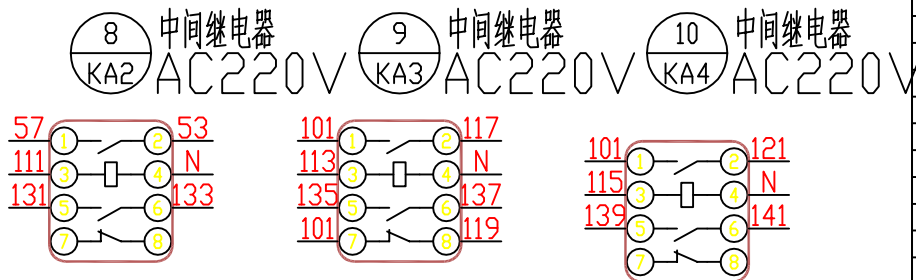 8 中间继电器 9 中间继电器 10 中间继电器
KA2 AC220V KA3 AC220V KA4 AC220V
57 1 2 53 101 1 2 117
111 3 4 N 113 3 4 N 101 1 2 121
131 5 6 133 135 5 6 137 115 3 4 N
7 8 101 7 8 119 139 5 6 141
7 8